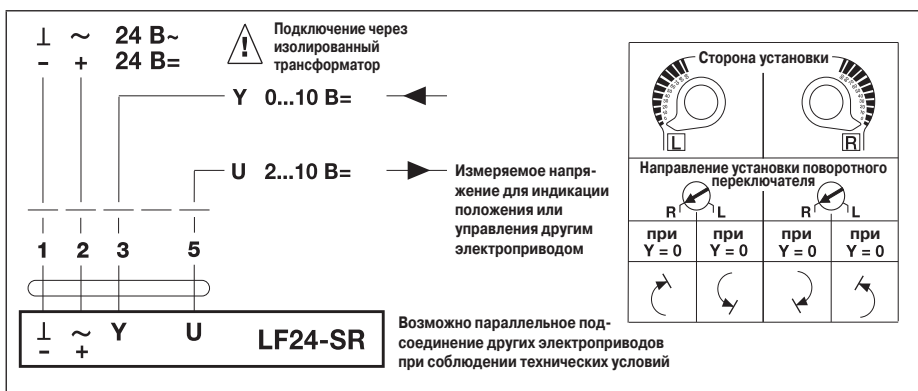 ⊥ ~ 24 В~
- + 24 В=
Подключение через
изолированный
трансформатор
Y 0...10 В=
U 2...10 В=
Измеряемое напря-
жение для индикации
положения или
управления другим
электроприводом
1 2 3 5
⊥ ~ Y U
- +
LF24-SR
Возможно параллельное под-
соединение других электроприводов
при соблюдении технических условий
Сторона установки
L R
Направление установки поворотного
переключателя
R L R L
при при при при
Y = 0 Y = 0 Y = 0 Y = 0